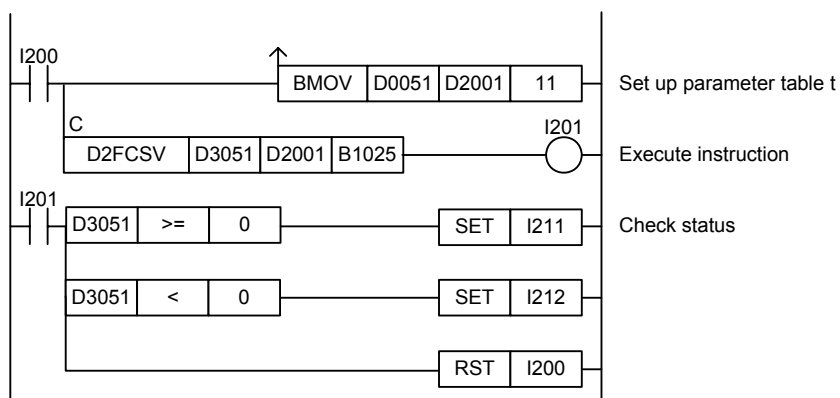 I200
BMOV D0051 D2001 11 Set up parameter table t
C
I201
D2FCSV D3051 D2001 B1025 Execute instruction
I201
D3051 >= 0 SET I211 Check status
D3051 < 0 SET I212
RST I200